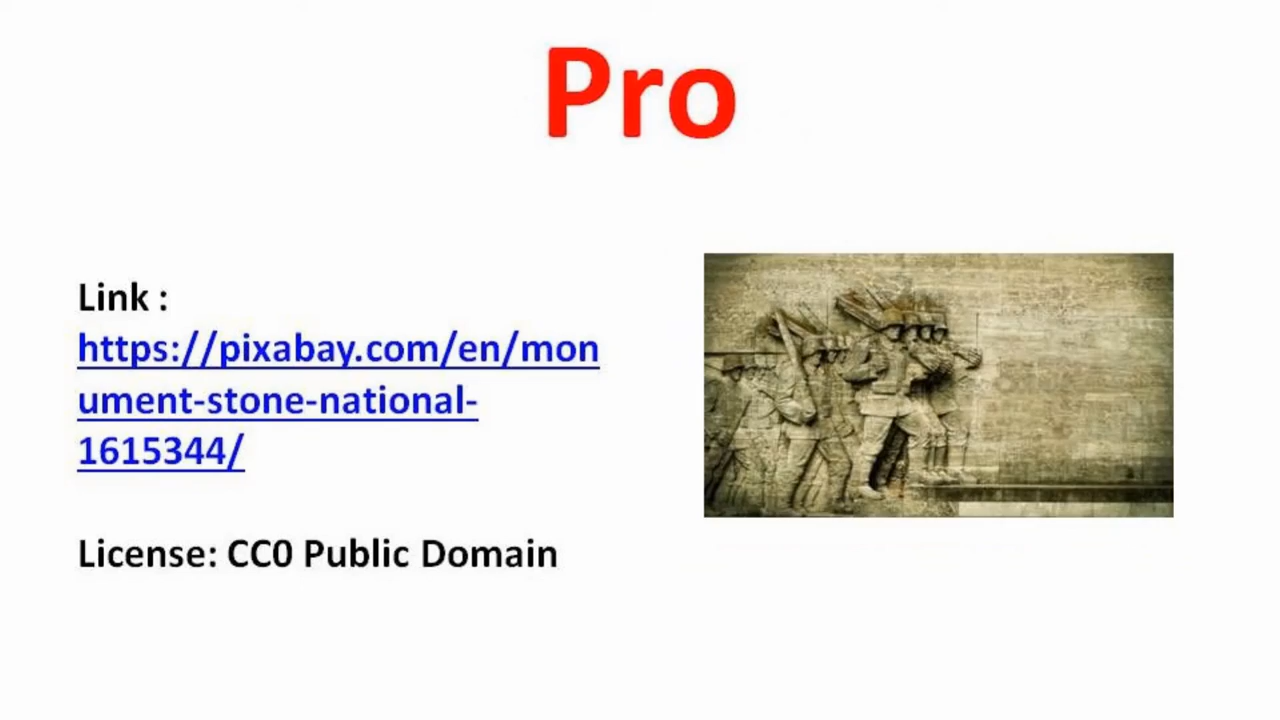 Pro
Link :
https://pixabay.com/en/mon
ument-stone-national-
1615344/
License: CC0 Public Domain